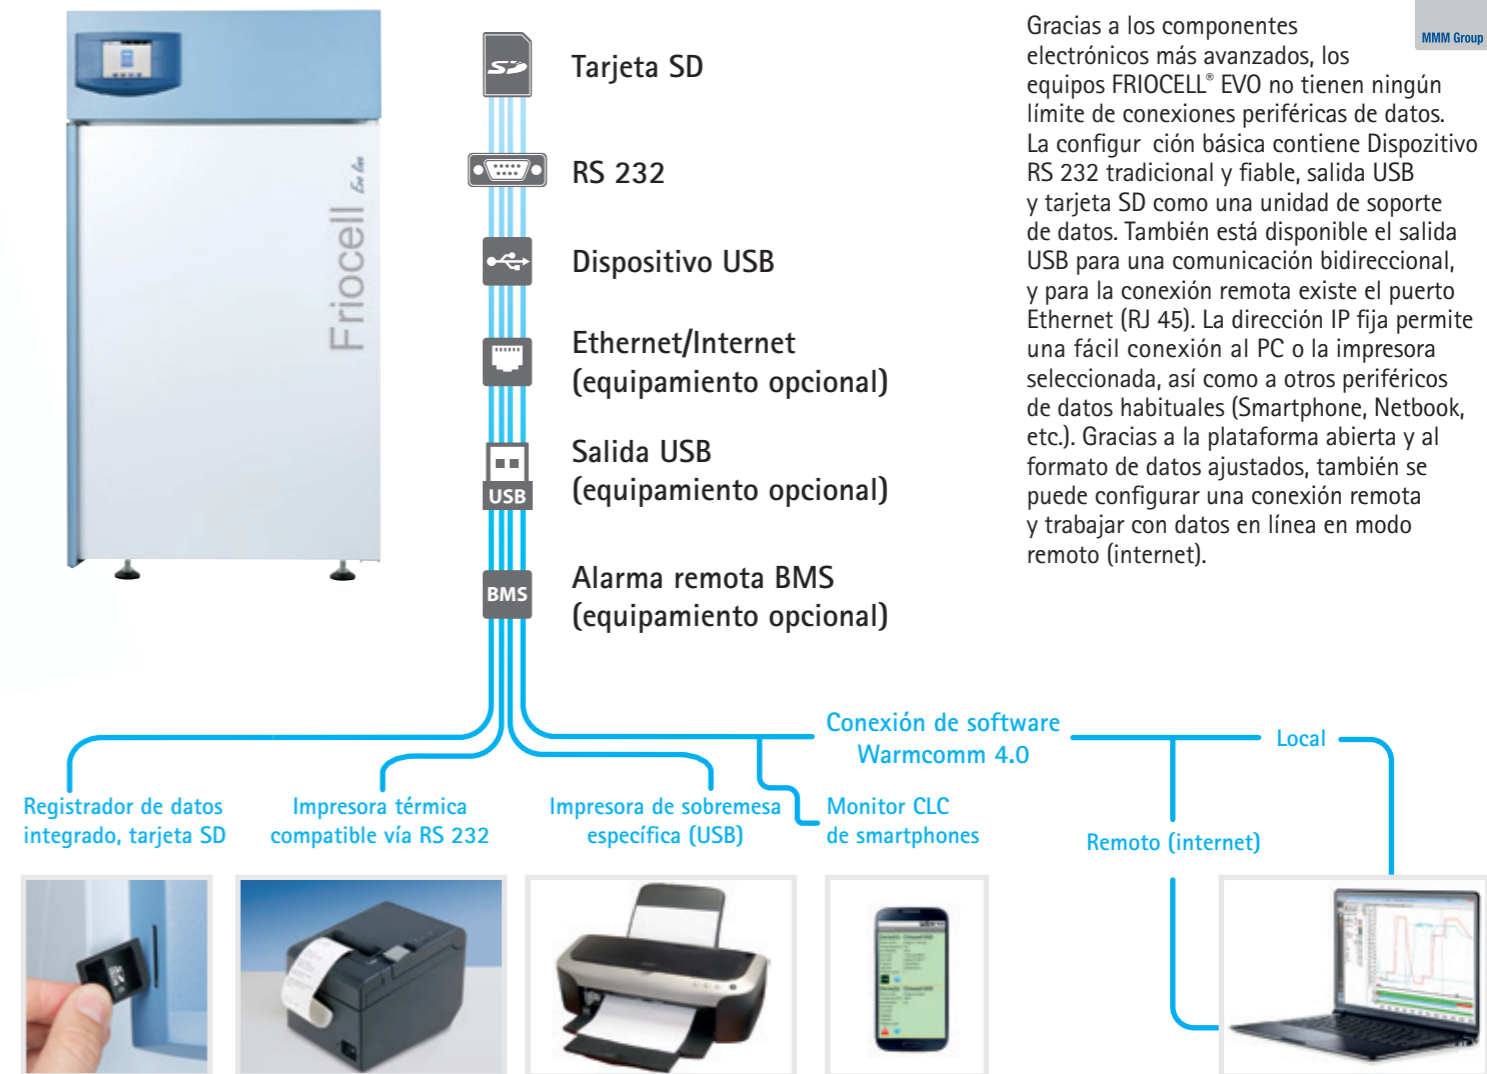 Friocell Evo line
Tarjeta SD
RS 232
Dispositivo USB
Ethernet/Internet
(equipamiento opcional)
USB
Salida USB
(equipamiento opcional)
BMS
Alarma remota BMS
(equipamiento opcional)
MMM Group
Gracias a los componentes
electrónicos más avanzados, los
equipos FRIOCELL® EVO no tienen ningún
límite de conexiones periféricas de datos.
La configur ción básica contiene Dispozitivo
RS 232 tradicional y fiable, salida USB
y tarjeta SD como una unidad de soporte
de datos. También está disponible el salida
USB para una comunicación bidireccional,
y para la conexión remota existe el puerto
Ethernet (RJ 45). La dirección IP fija permite
una fácil conexión al PC o la impresora
seleccionada, así como a otros periféricos
de datos habituales (Smartphone, Netbook,
etc.). Gracias a la plataforma abierta y al
formato de datos ajustados, también se
puede configurar una conexión remota
y trabajar con datos en línea en modo
remoto (internet).
Conexión de software
Warmcomm 4.0
Local
Registrador de datos
integrado, tarjeta SD
Impresora térmica
compatible vía RS 232
Impresora de sobremesa
específica (USB)
Monitor CLC
de smartphones
Remoto (internet)